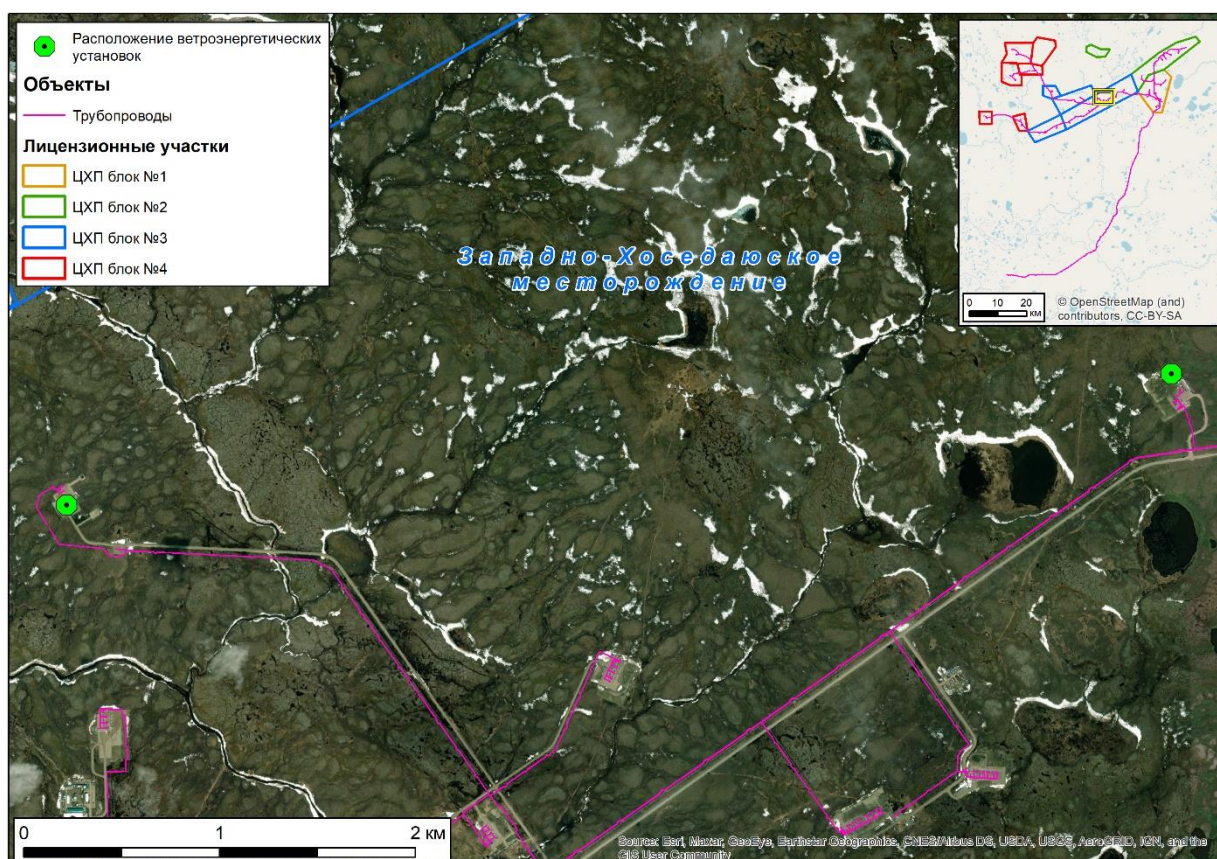 Расположение ветроэнергетических
установок
Объекты
Трубопроводы
Лицензионные участки
ЦХП блок №1
ЦХП блок №2
ЦХП блок №3
ЦХП блок №4
Западно-Хоседаюское
месторождение
0 10 20
км
© OpenStreetMap (and)
contributors, CC-BY-SA
0 1 2 км
Source: Esri, Maxar, GeoEye, Earthstar Geographics, CNES/Airbus DS, USDA, USGS, AeroGRID, IGN, and the
GIS User Community